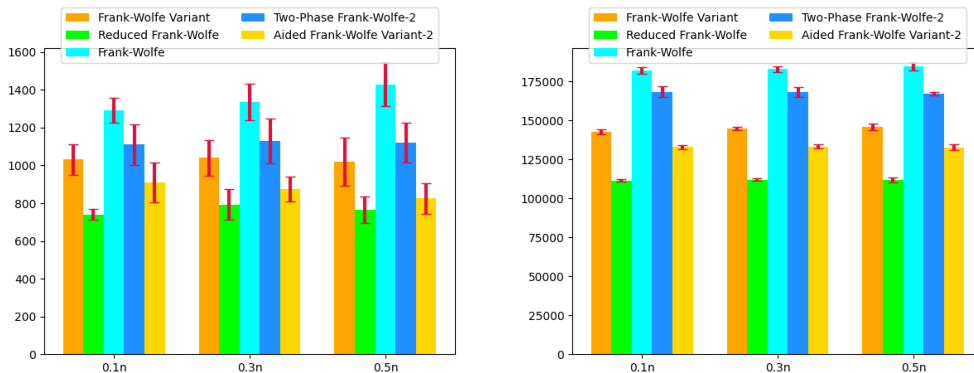 Frank-Wolfe Variant
Reduced Frank-Wolfe
Frank-Wolfe
Two-Phase Frank-Wolfe-2
Aided Frank-Wolfe Variant-2
1600
1400
1200
1000
800
600
400
200
0
0.1n
0.3n
0.5n
Frank-Wolfe Variant
Reduced Frank-Wolfe
Frank-Wolfe
Two-Phase Frank-Wolfe-2
Aided Frank-Wolfe Variant-2
175000
150000
125000
100000
75000
50000
25000
0
0.1n
0.3n
0.5n